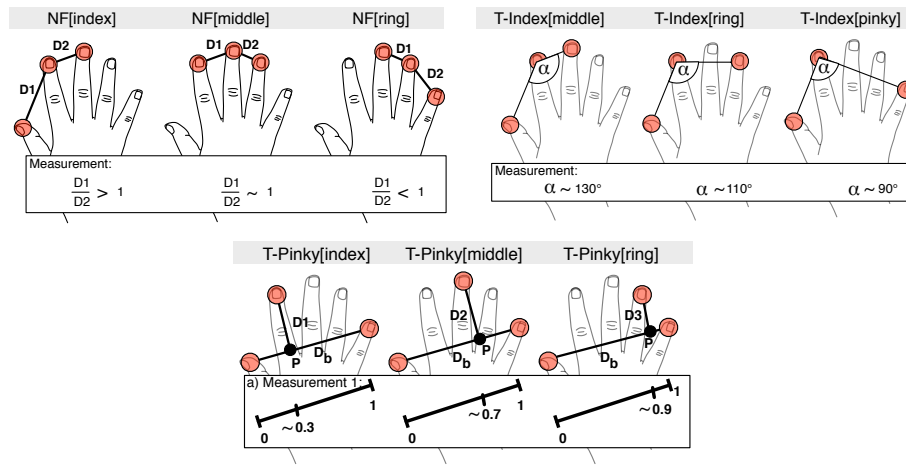 NF[index] NF[middle] NF[ring]
D1 D2 D1 D2 D1 D2
Measurement:
D1/D2 > 1 D1/D2 ~ 1 D1/D2 < 1
T-Index[middle] T-Index[ring] T-Index[pinky]
α α α
Measurement:
α ~ 130° α ~ 110° α ~ 90°
T-Pinky[index] T-Pinky[middle] T-Pinky[ring]
D1 D2 D3
P P P
Db Db Db
a) Measurement 1:
0 ~0.3 1 0 ~0.7 1 0 ~0.9 1